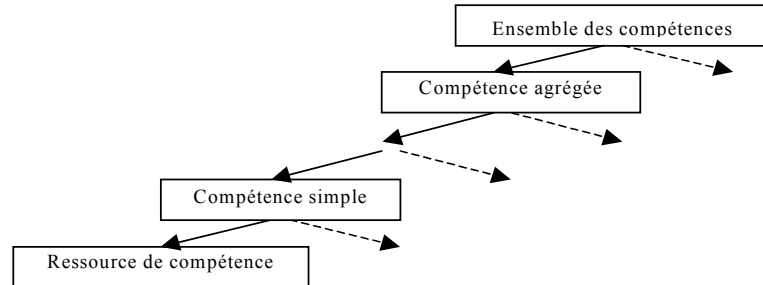 Ensemble des compétences
Compétence agrégée
Compétence simple
Ressource de compétence